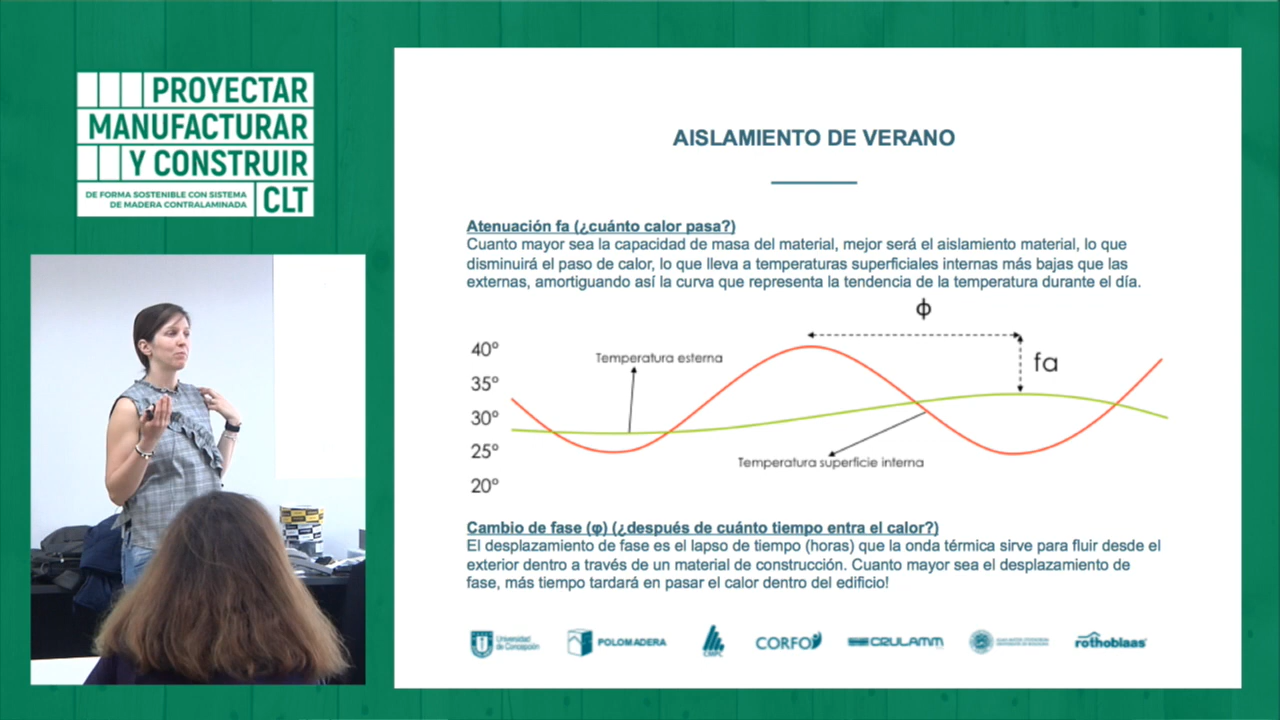 PROYECTAR
MANUFACTURAR
Y CONSTRUIR
DE FORMA SOSTENIBLE CON SISTEMA
DE MADERA CONTRALAMINADA
CLT
AISLAMIENTO DE VERANO
Atenuación fa (¿cuánto calor pasa?)
Cuanto mayor sea la capacidad de masa del material, mejor será el aislamiento material, lo que
disminuirá el paso de calor, lo que lleva a temperaturas superficiales internas más bajas que las
externas, amortiguando así la curva que representa la tendencia de la temperatura durante el día.
ϕ
40°
Temperatura esterna
fa
35°
30°
25°
Temperatura superficie interna
20°
Cambio de fase (φ) (¿después de cuánto tiempo entra el calor?)
El desplazamiento de fase es el lapso de tiempo (horas) que la onda térmica sirve para fluir desde el
exterior dentro a través de un material de construcción. Cuanto mayor sea el desplazamiento de
fase, más tiempo tardará en pasar el calor dentro del edificio!
Universidad
de Concepción
POLOMADERA
CMPC
CORFO
CRULAMM
rothoblaas